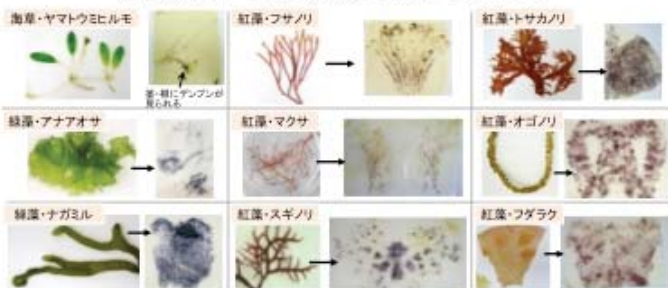 海草・ヤマトウミヒルモ
茎・根にデンプンが
見られる
紅藻・フサノリ
紅藻・トサカノリ
緑藻・アナアオサ
紅藻・マクサ
紅藻・オゴノリ
緑藻・ナガミル
紅藻・スギノリ
紅藻・フダラク